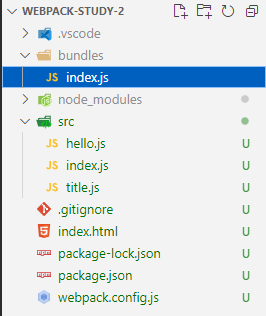 WEBPACK-STUDY-2
.vscode
bundles
JS index.js
node_modules
src
JS hello.js U
JS index.js U
JS title.js U
.gitignore U
index.html U
package-lock.json U
package.json U
webpack.config.js U